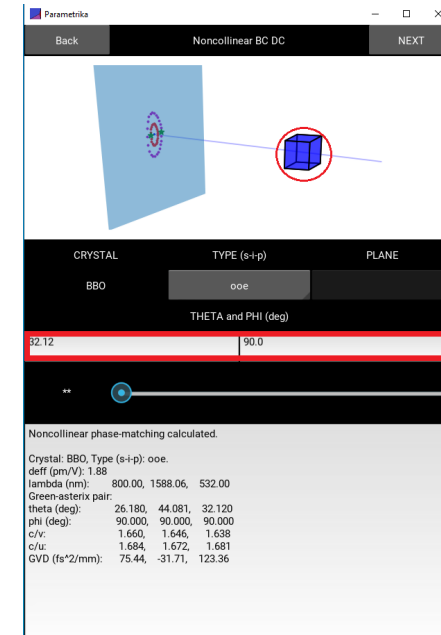 Parametrika
Back Noncollinear BC DC NEXT
CRYSTAL TYPE (s-i-p) PLANE
BBO ooe
THETA and PHI (deg)
32.12 90.0
**
Noncollinear phase-matching calculated.
Crystal: BBO, Type (s-i-p): ooe.
deff (pm/V): 1.88
lambda (nm): 800.00, 1588.06, 532.00
Green-asterix pair:
theta (deg): 26.180, 44.081, 32.120
phi (deg): 90.000, 90.000, 90.000
c/v: 1.660, 1.646, 1.638
c/u: 1.684, 1.672, 1.681
GVD (fs^2/mm): 75.44, -31.71, 123.36